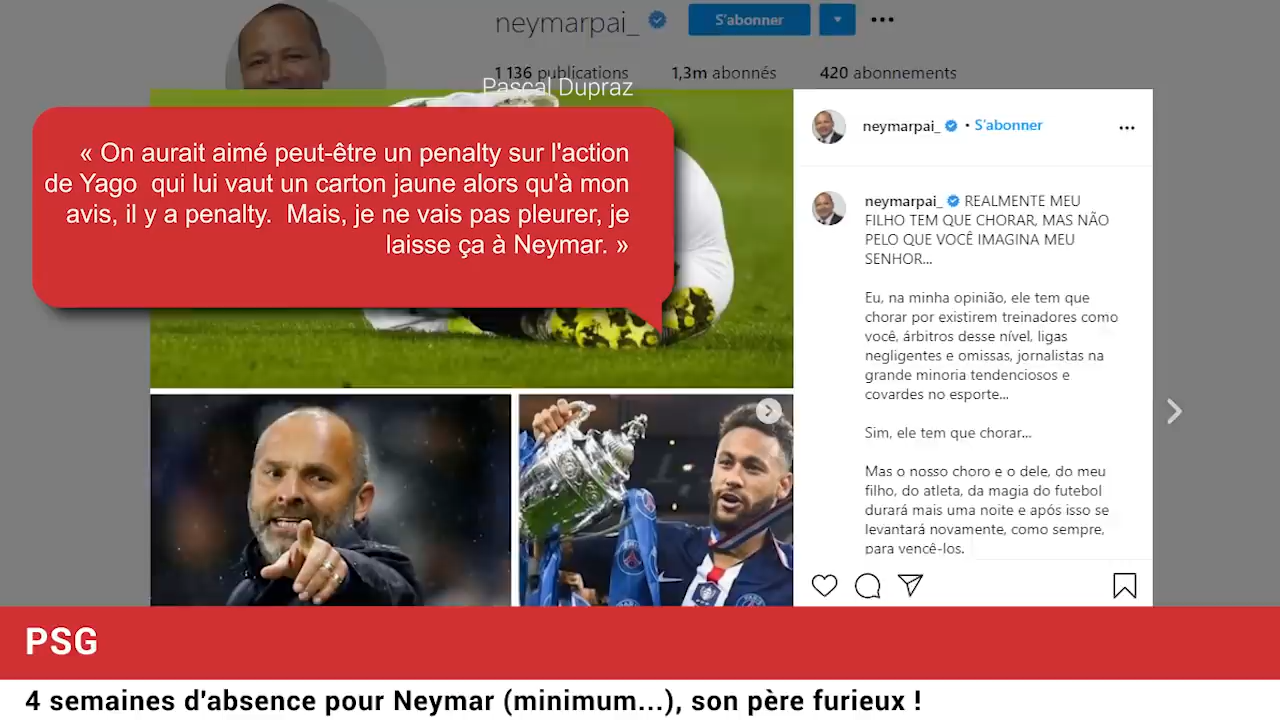 neymarpai_ S'abonner
1 136 publications 1,3m abonnés 420 abonnements
Pascal Dupraz
« On aurait aimé peut-être un penalty sur l'action
de Yago qui lui vaut un carton jaune alors qu'à mon
avis, il y a penalty. Mais, je ne vais pas pleurer, je
laisse ça à Neymar. »
neymarpai_ • S'abonner
neymarpai_ REALMENTE MEU
FILHO TEM QUE CHORAR, MAS NÃO
PELO QUE VOCÊ IMAGINA MEU
SENHOR...
Eu, na minha opinião, ele tem que
chorar por existirem treinadores como
você, árbitros desse nível, ligas
negligentes e omissas, jornalistas na
grande minoria tendenciosos e
covardes no esporte...
Sim, ele tem que chorar...
Mas o nosso choro e o dele, do meu
filho, do atleta, da magia do futebol
durará mais uma noite e após isso se
levantará novamente, como sempre,
para vencê-los.
PSG
4 semaines d'absence pour Neymar (minimum...), son père furieux !